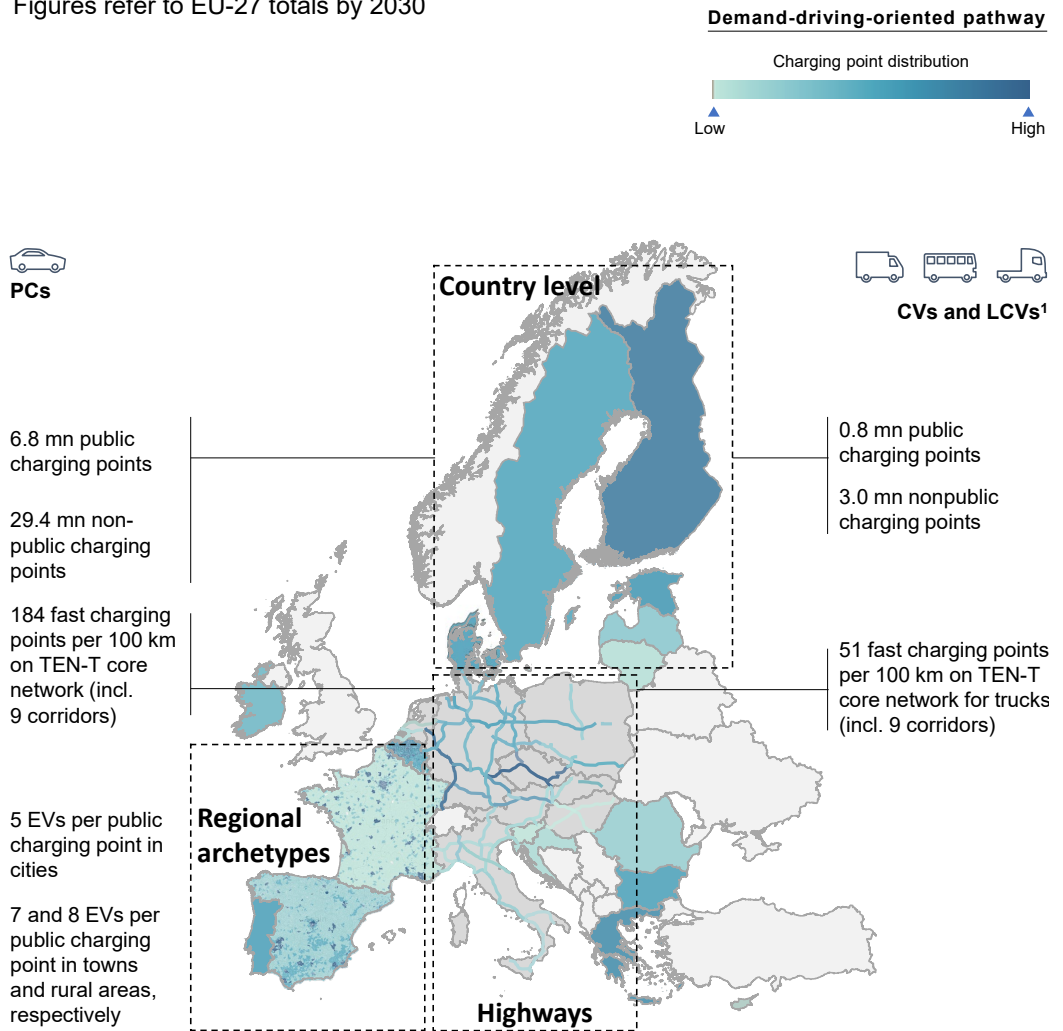 Figures refer to EU-27 totals by 2030
Demand-driving-oriented pathway
Charging point distribution
Low
High
PCs
CVs and LCVs¹
Country level
6.8 mn public
charging points
29.4 mn non-
public charging
points
184 fast charging
points per 100 km
on TEN-T core
network (incl.
9 corridors)
0.8 mn public
charging points
3.0 mn nonpublic
charging points
51 fast charging points
per 100 km on TEN-T
core network for trucks
(incl. 9 corridors)
Regional
archetypes
5 EVs per public
charging point in
cities
7 and 8 EVs per
public charging
point in towns
and rural areas,
respectively
Highways